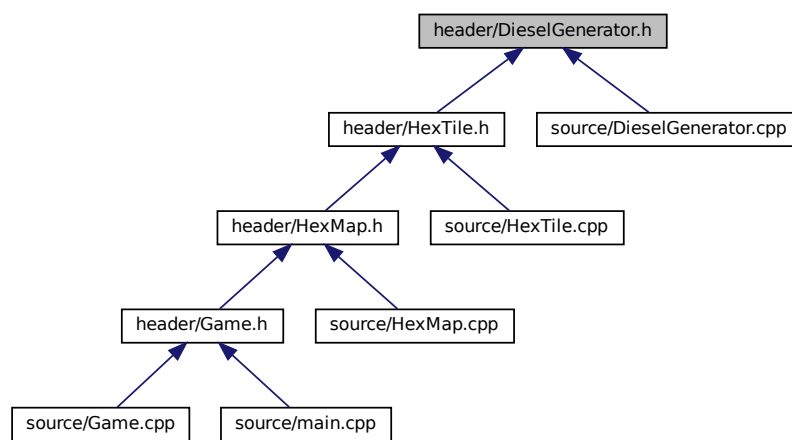 header/DieselGenerator.h
header/HexTile.h
source/DieselGenerator.cpp
header/HexMap.h
source/HexTile.cpp
header/Game.h
source/HexMap.cpp
source/Game.cpp
source/main.cpp